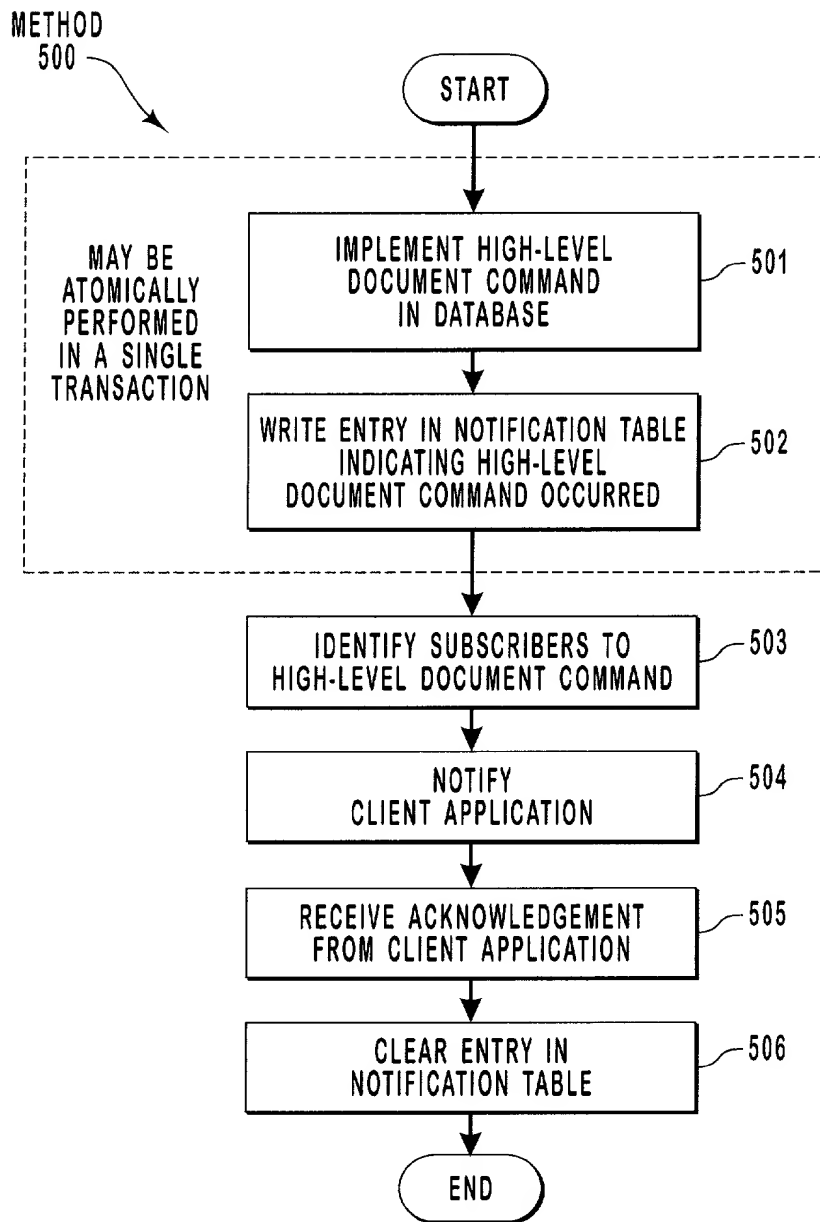 METHOD
500
START
MAY BE
ATOMICALLY
PERFORMED
IN A SINGLE
TRANSACTION
IMPLEMENT HIGH-LEVEL
DOCUMENT COMMAND
IN DATABASE
501
WRITE ENTRY IN NOTIFICATION TABLE
INDICATING HIGH-LEVEL
DOCUMENT COMMAND OCCURRED
502
IDENTIFY SUBSCRIBERS TO
HIGH-LEVEL DOCUMENT COMMAND
503
NOTIFY
CLIENT APPLICATION
504
RECEIVE ACKNOWLEDGEMENT
FROM CLIENT APPLICATION
505
CLEAR ENTRY IN
NOTIFICATION TABLE
506
END